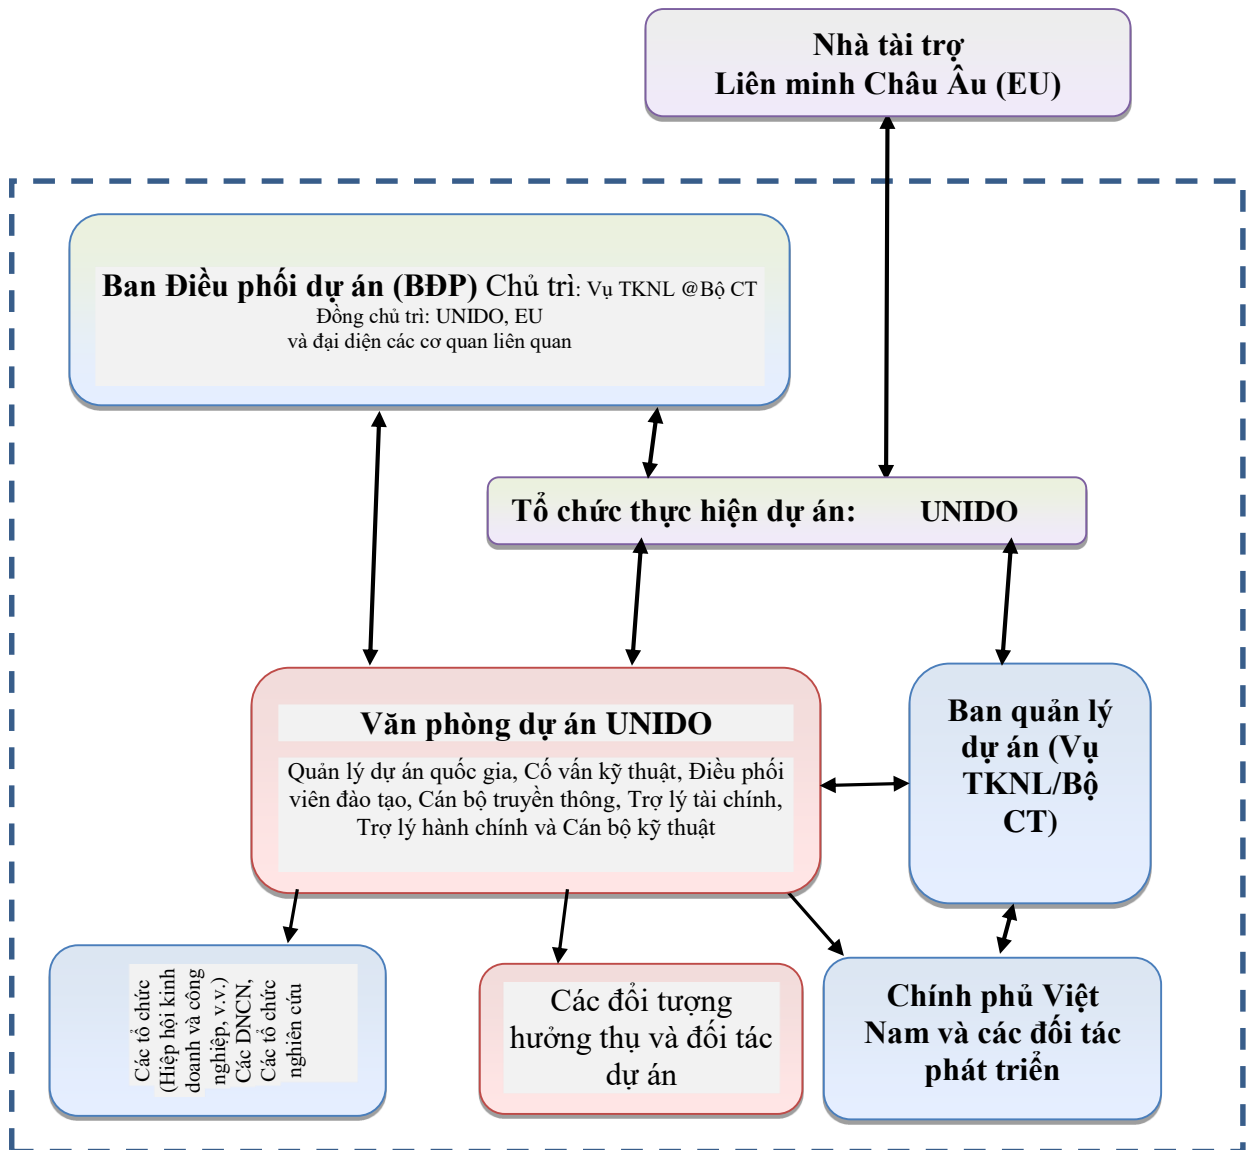 Nhà tài trợ
Liên minh Châu Âu (EU)
Ban Điều phối dự án (BĐP) Chủ trì: Vụ TKNL @Bộ CT
Đồng chủ trì: UNIDO, EU
và đại diện các cơ quan liên quan
Tổ chức thực hiện dự án: UNIDO
Văn phòng dự án UNIDO
Quản lý dự án quốc gia, Cố vấn kỹ thuật, Điều phối
viên đào tạo, Cán bộ truyền thông, Trợ lý tài chính,
Trợ lý hành chính và Cán bộ kỹ thuật
Ban quản lý
dự án (Vụ
TKNL/Bộ
CT)
Các tổ chức
(Hiệp hội kinh
doanh và công
nghiệp, v.v.)
Các DNCN,
Các tổ chức
nghiên cứu
Các đối tượng
hưởng thụ và đối tác
dự án
Chính phủ Việt
Nam và các đối tác
phát triển